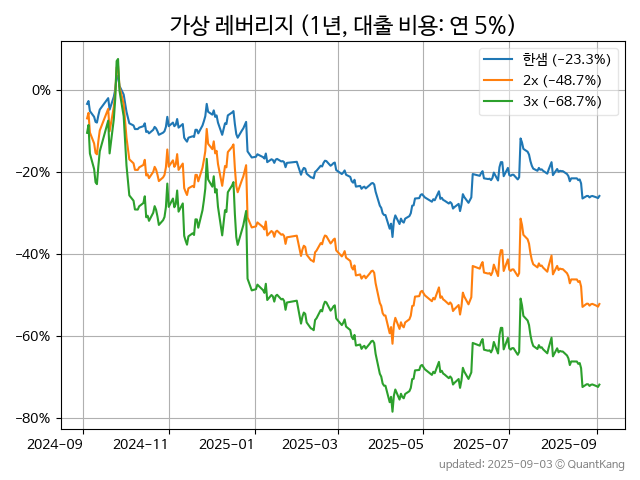 가상 레버리지 (1년, 대출 비용: 연 5%)
한샘 (−23.3%)
2x (−48.7%)
3x (−68.7%)
0%
−20%
−40%
−60%
−80%
2024−09 2024−11 2025−01 2025−03 2025−05 2025−07 2025−09
updated: 2025-09-03 © QuantKang